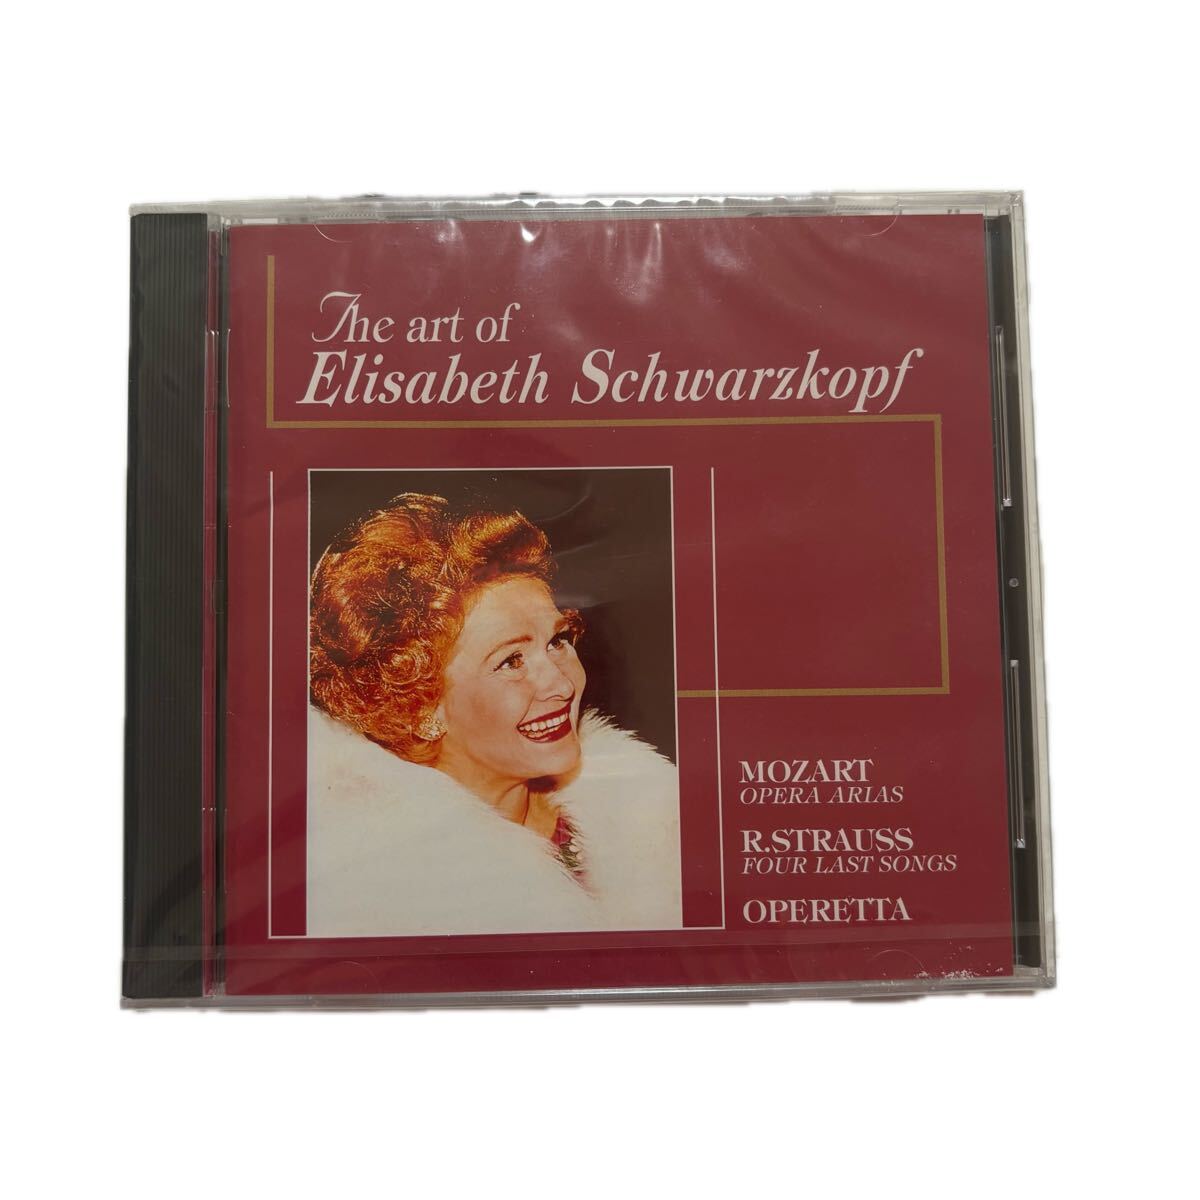 The art of
Elisabeth Schwarzkopf
MOZART
OPERA ARIAS
R.STRAUSS
FOUR LAST SONGS
OPERETTA